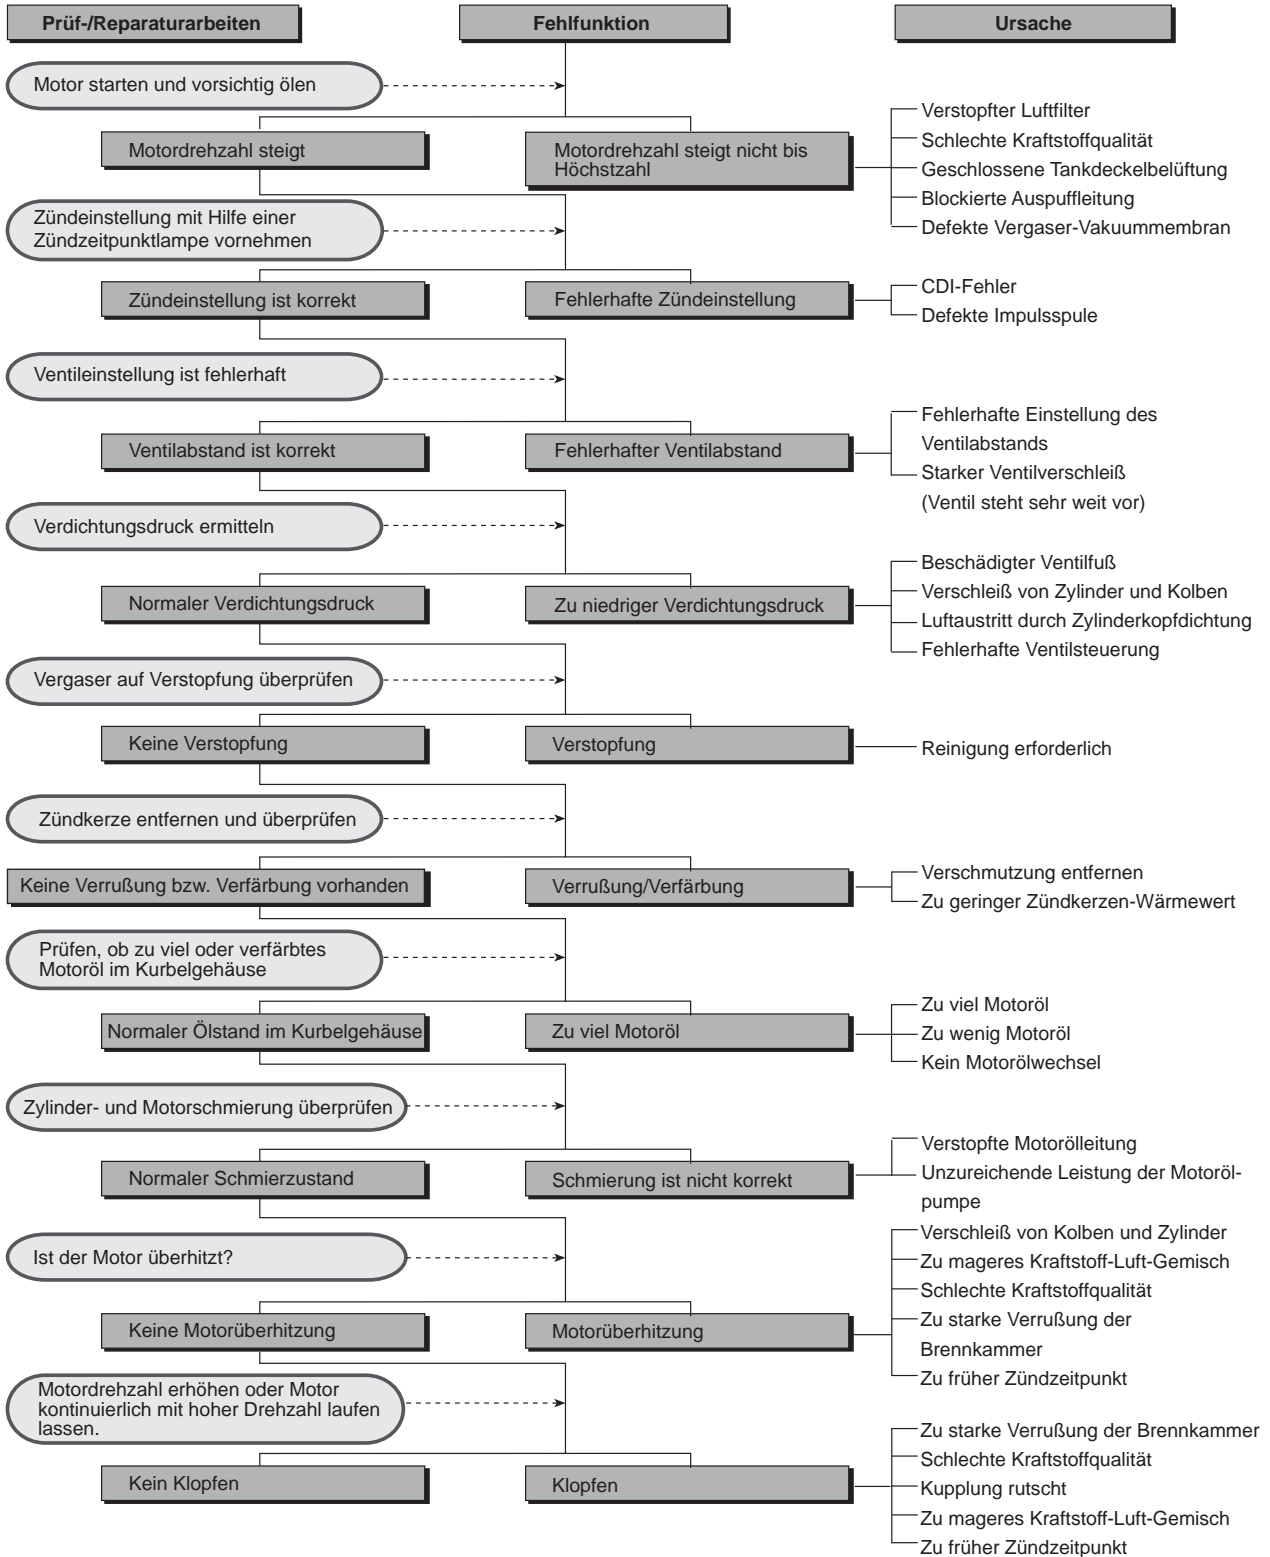 Prüf-/Reparaturarbeiten
Fehlfunktion
Ursache
Motor starten und vorsichtig ölen
Motordrehzahl steigt
Motordrehzahl steigt nicht bis
Höchstzahl
Verstopfter Luftfilter
Schlechte Kraftstoffqualität
Geschlossene Tankdeckelbelüftung
Blockierte Auspuffleitung
Defekte Vergaser-Vakuummembran
Zündeinstellung mit Hilfe einer
Zündzeitpunktlampe vornehmen
Zündeinstellung ist korrekt
Fehlerhafte Zündeinstellung
CDI-Fehler
Defekte Impulsspule
Ventileinstellung ist fehlerhaft
Ventilabstand ist korrekt
Fehlerhafter Ventilabstand
Fehlerhafte Einstellung des
Ventilabstands
Starker Ventilverschleiß
(Ventil steht sehr weit vor)
Verdichtungsdruck ermitteln
Normaler Verdichtungsdruck
Zu niedriger Verdichtungsdruck
Beschädigter Ventilfuß
Verschleiß von Zylinder und Kolben
Luftaustritt durch Zylinderkopfdichtung
Fehlerhafte Ventilsteuerung
Vergaser auf Verstopfung überprüfen
Keine Verstopfung
Verstopfung
Reinigung erforderlich
Zündkerze entfernen und überprüfen
Keine Verrußung bzw. Verfärbung vorhanden
Verrußung/Verfärbung
Verschmutzung entfernen
Zu geringer Zündkerzen-Wärmewert
Prüfen, ob zu viel oder verfärbtes
Motoröl im Kurbelgehäuse
Normaler Ölstand im Kurbelgehäuse
Zu viel Motoröl
Zu viel Motoröl
Zu wenig Motoröl
Kein Motorölwechsel
Zylinder- und Motorschmierung überprüfen
Normaler Schmierzustand
Schmierung ist nicht korrekt
Verstopfte Motorölleitung
Unzureichende Leistung der Motoröl-
pumpe
Ist der Motor überhitzt?
Keine Motorüberhitzung
Motorüberhitzung
Verschleiß von Kolben und Zylinder
Zu mageres Kraftstoff-Luft-Gemisch
Schlechte Kraftstoffqualität
Zu starke Verrußung der
Brennkammer
Zu früher Zündzeitpunkt
Motordrehzahl erhöhen oder Motor
kontinuierlich mit hoher Drehzahl laufen
lassen.
Kein Klopfen
Klopfen
Zu starke Verrußung der Brennkammer
Schlechte Kraftstoffqualität
Kupplung rutscht
Zu mageres Kraftstoff-Luft-Gemisch
Zu früher Zündzeitpunkt